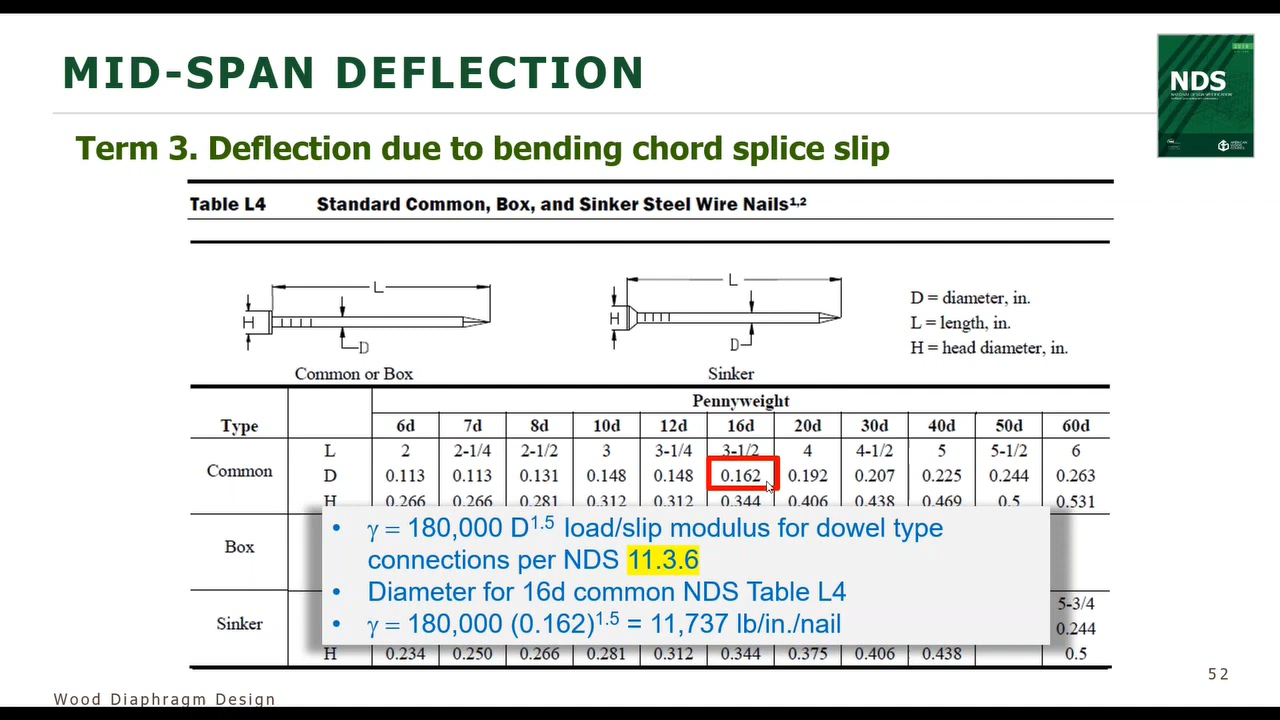 MID-SPAN DEFLECTION
NDS
Term 3. Deflection due to bending chord splice slip
Table L4 Standard Common, Box, and Sinker Steel Wire Nails1,2
L
H
D
Common or Box
L
H
D
Sinker
D = diameter, in.
L = length, in.
H = head diameter, in.
Pennyweight
Type 6d 7d 8d 10d 12d 16d 20d 30d 40d 50d 60d
L 2 2-1/4 2-1/2 3 3-1/4 3-1/2 4 4-1/2 5 5-1/2 6
Common D 0.113 0.113 0.131 0.148 0.148 0.162 0.192 0.207 0.225 0.244 0.263
H 0.266 0.266 0.281 0.312 0.312 0.344 0.406 0.438 0.469 0.5 0.531
Box
• γ = 180,000 D1.5 load/slip modulus for dowel type
connections per NDS 11.3.6
• Diameter for 16d common NDS Table L4
• γ = 180,000 (0.162)1.5 = 11,737 lb/in./nail
5-3/4
Sinker 0.244
H 0.234 0.250 0.266 0.281 0.312 0.344 0.375 0.406 0.438 0.5
52
Wood Diaphragm Design